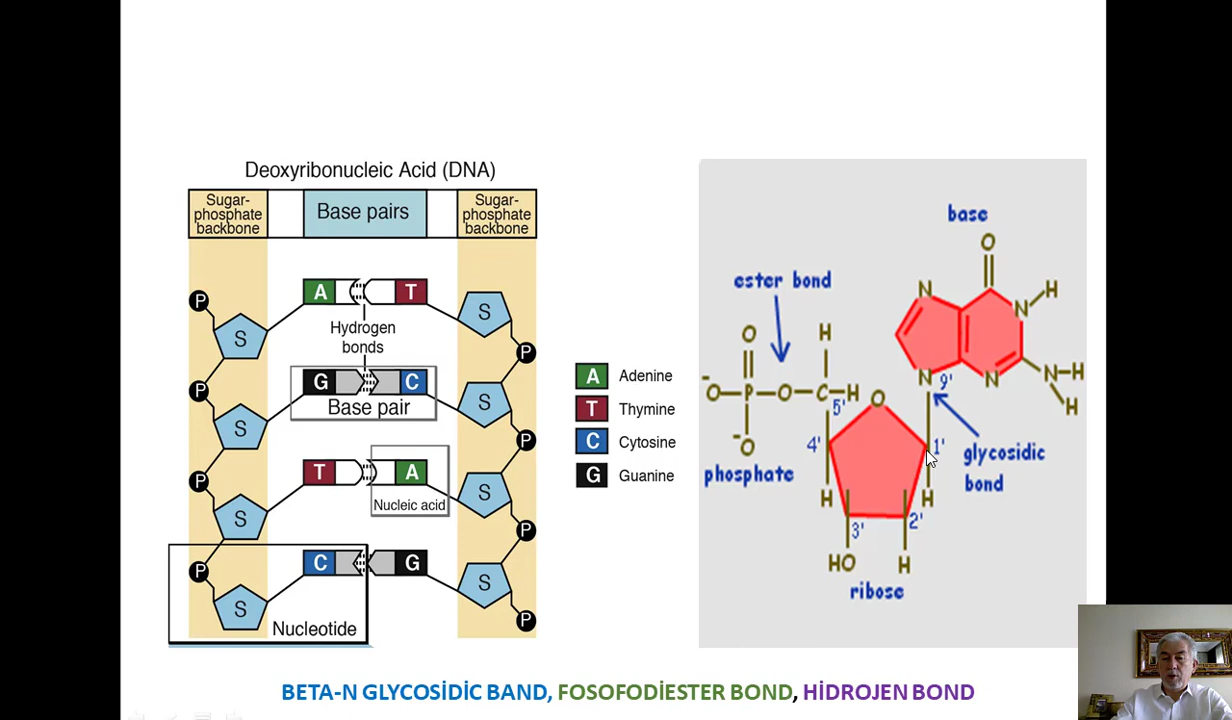 Deoxyribonucleic Acid (DNA)
Sugar-
phosphate
backbone
Base pairs
Sugar-
phosphate
backbone
P
S
A
T
S
P
Hydrogen
bonds
P
S
G
C
S
P
Base pair
P
S
T
A
S
P
Nucleic acid
P
S
C
G
S
P
Nucleotide
A Adenine
T Thymine
C Cytosine
G Guanine
base
O
ester bond
N
N
H
O
H
N
9'
N
N
H
H
-O
P
O
C
H
5'
O
-O
4'
1'
glycosidic
bond
phosphate
H
H
3'
2'
HO
H
ribose
BETA-N GLYCOSİDİC BAND, FOSOFODİESTER BOND, HİDROJEN BOND